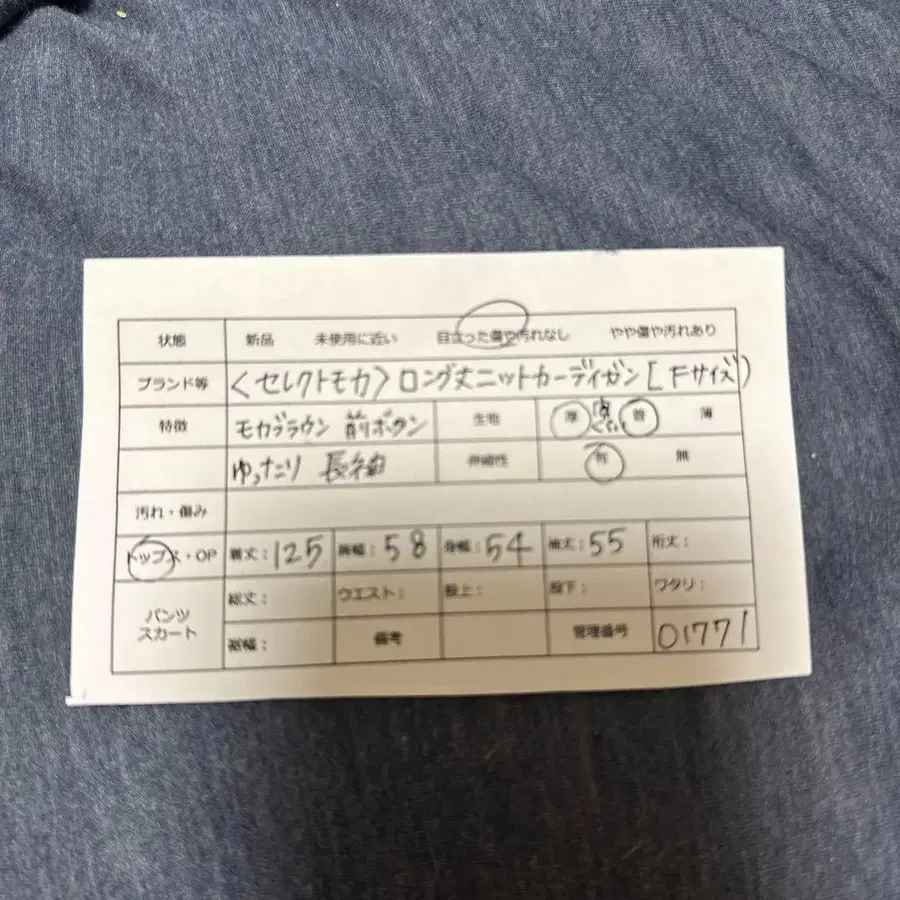 状態 新品 未使用に近い 目立った傷や汚れなし やや傷や汚れあり
ブランド等 〈セレクトモカ〉ロング丈ニットカーディガン[Fサイズ)
特徴 モカブラウン 前ボタン 生地 厚 普 薄
ゆったり 長袖 伸縮性 有 無
汚れ・傷み
トップス・OP 着丈:125 肩幅:58 身幅:54 袖丈:55 裄丈:
パンツ スカート 総丈: ウエスト: 股上: 股下: ワタリ:
裾幅: 備考 管理番号 01771